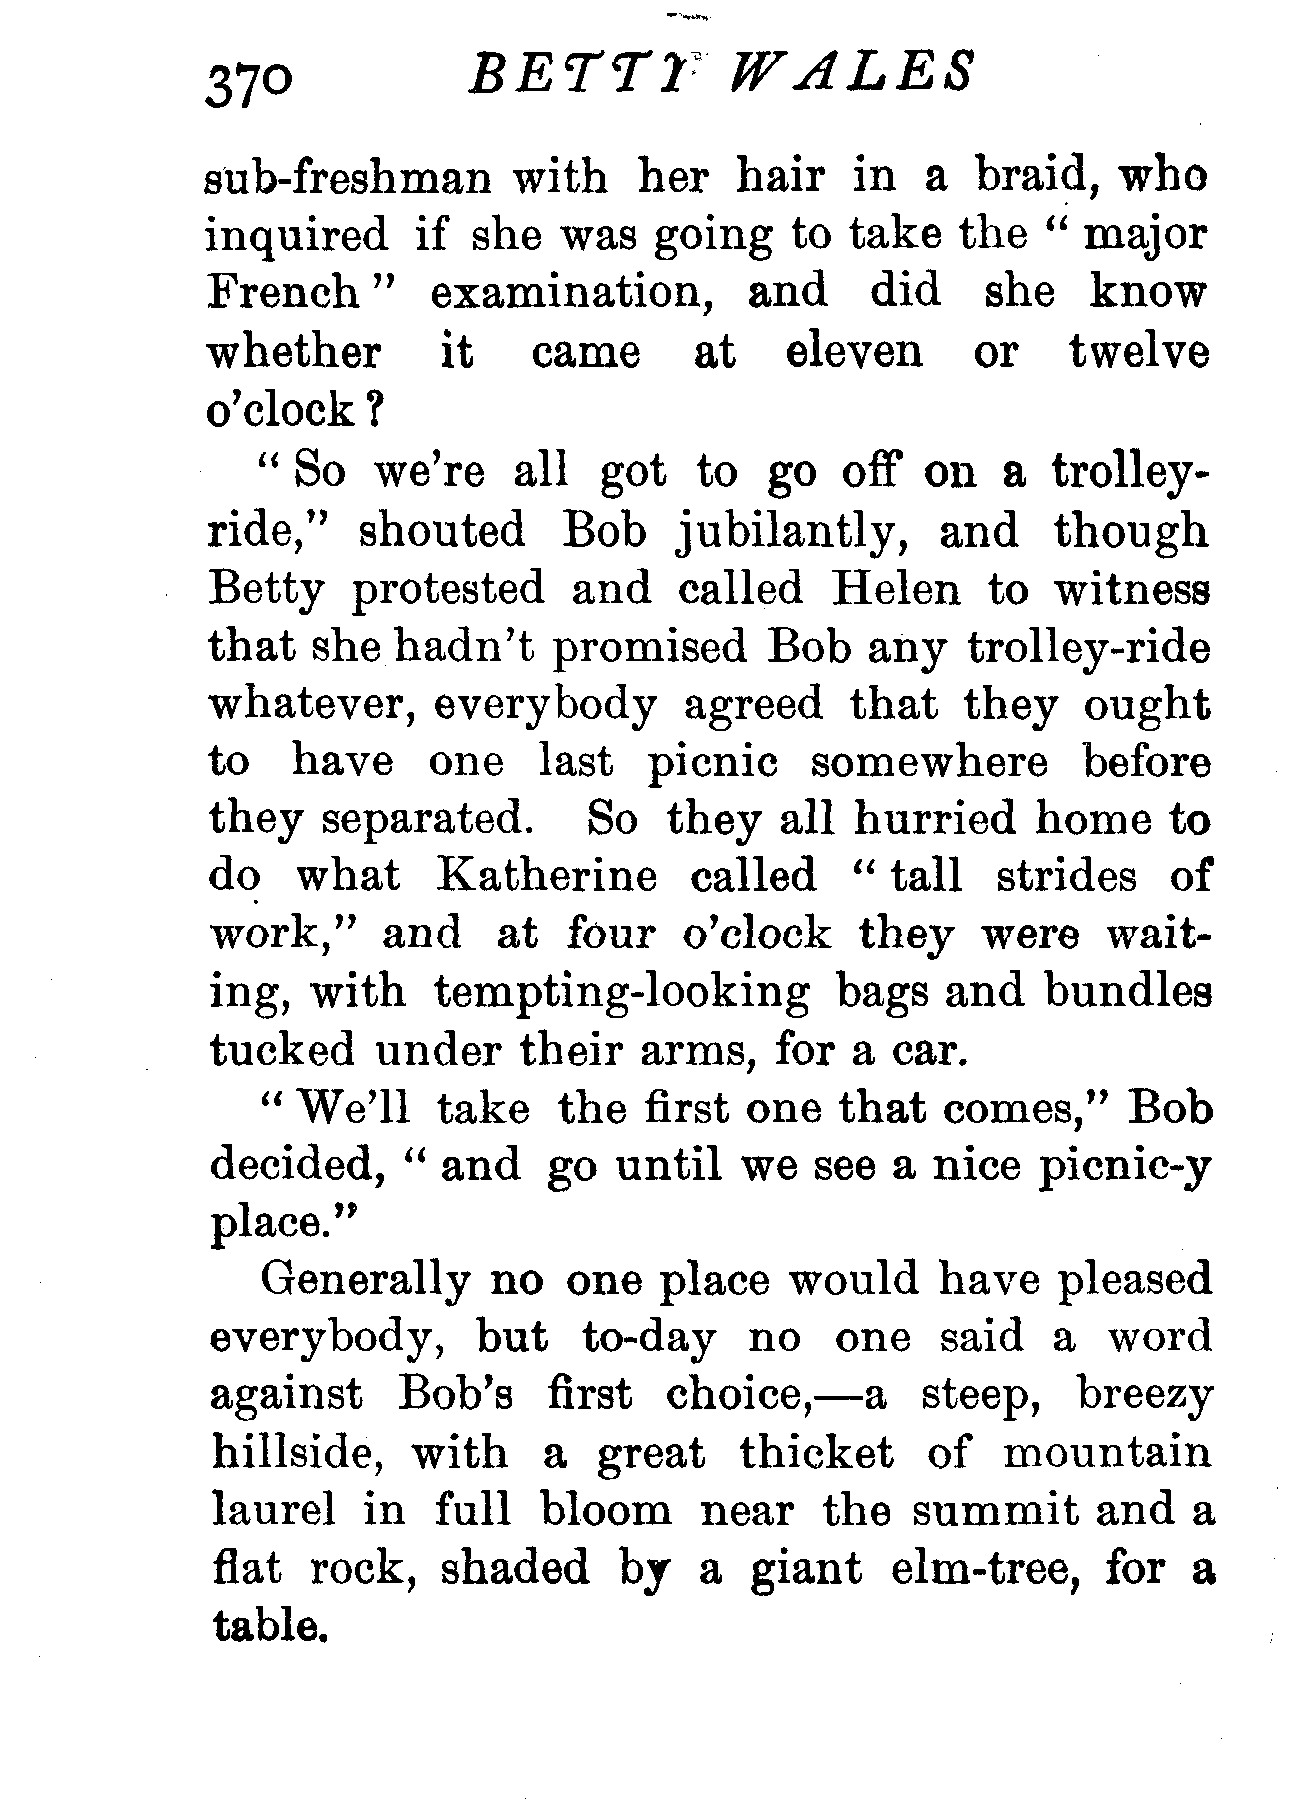 370 BETTY WALES
sub-freshman with her hair in a braid, who
inquired if she was going to take the “ major
French ” examination, and did she know
whether it came at eleven or twelve
o’clock ?
“ So we’re all got to go off on a trolley-
ride,” shouted Bob jubilantly, and though
Betty protested and called Helen to witness
that she hadn’t promised Bob any trolley-ride
whatever, everybody agreed that they ought
to have one last picnic somewhere before
they separated. So they all hurried home to
do what Katherine called “ tall strides of
work,” and at four o’clock they were wait-
ing, with tempting-looking bags and bundles
tucked under their arms, for a car.
“ We’ll take the first one that comes,” Bob
decided, “ and go until we see a nice picnic-y
place.”
Generally no one place would have pleased
everybody, but to-day no one said a word
against Bob’s first choice,—a steep, breezy
hillside, with a great thicket of mountain
laurel in full bloom near the summit and a
flat rock, shaded by a giant elm-tree, for a
table.